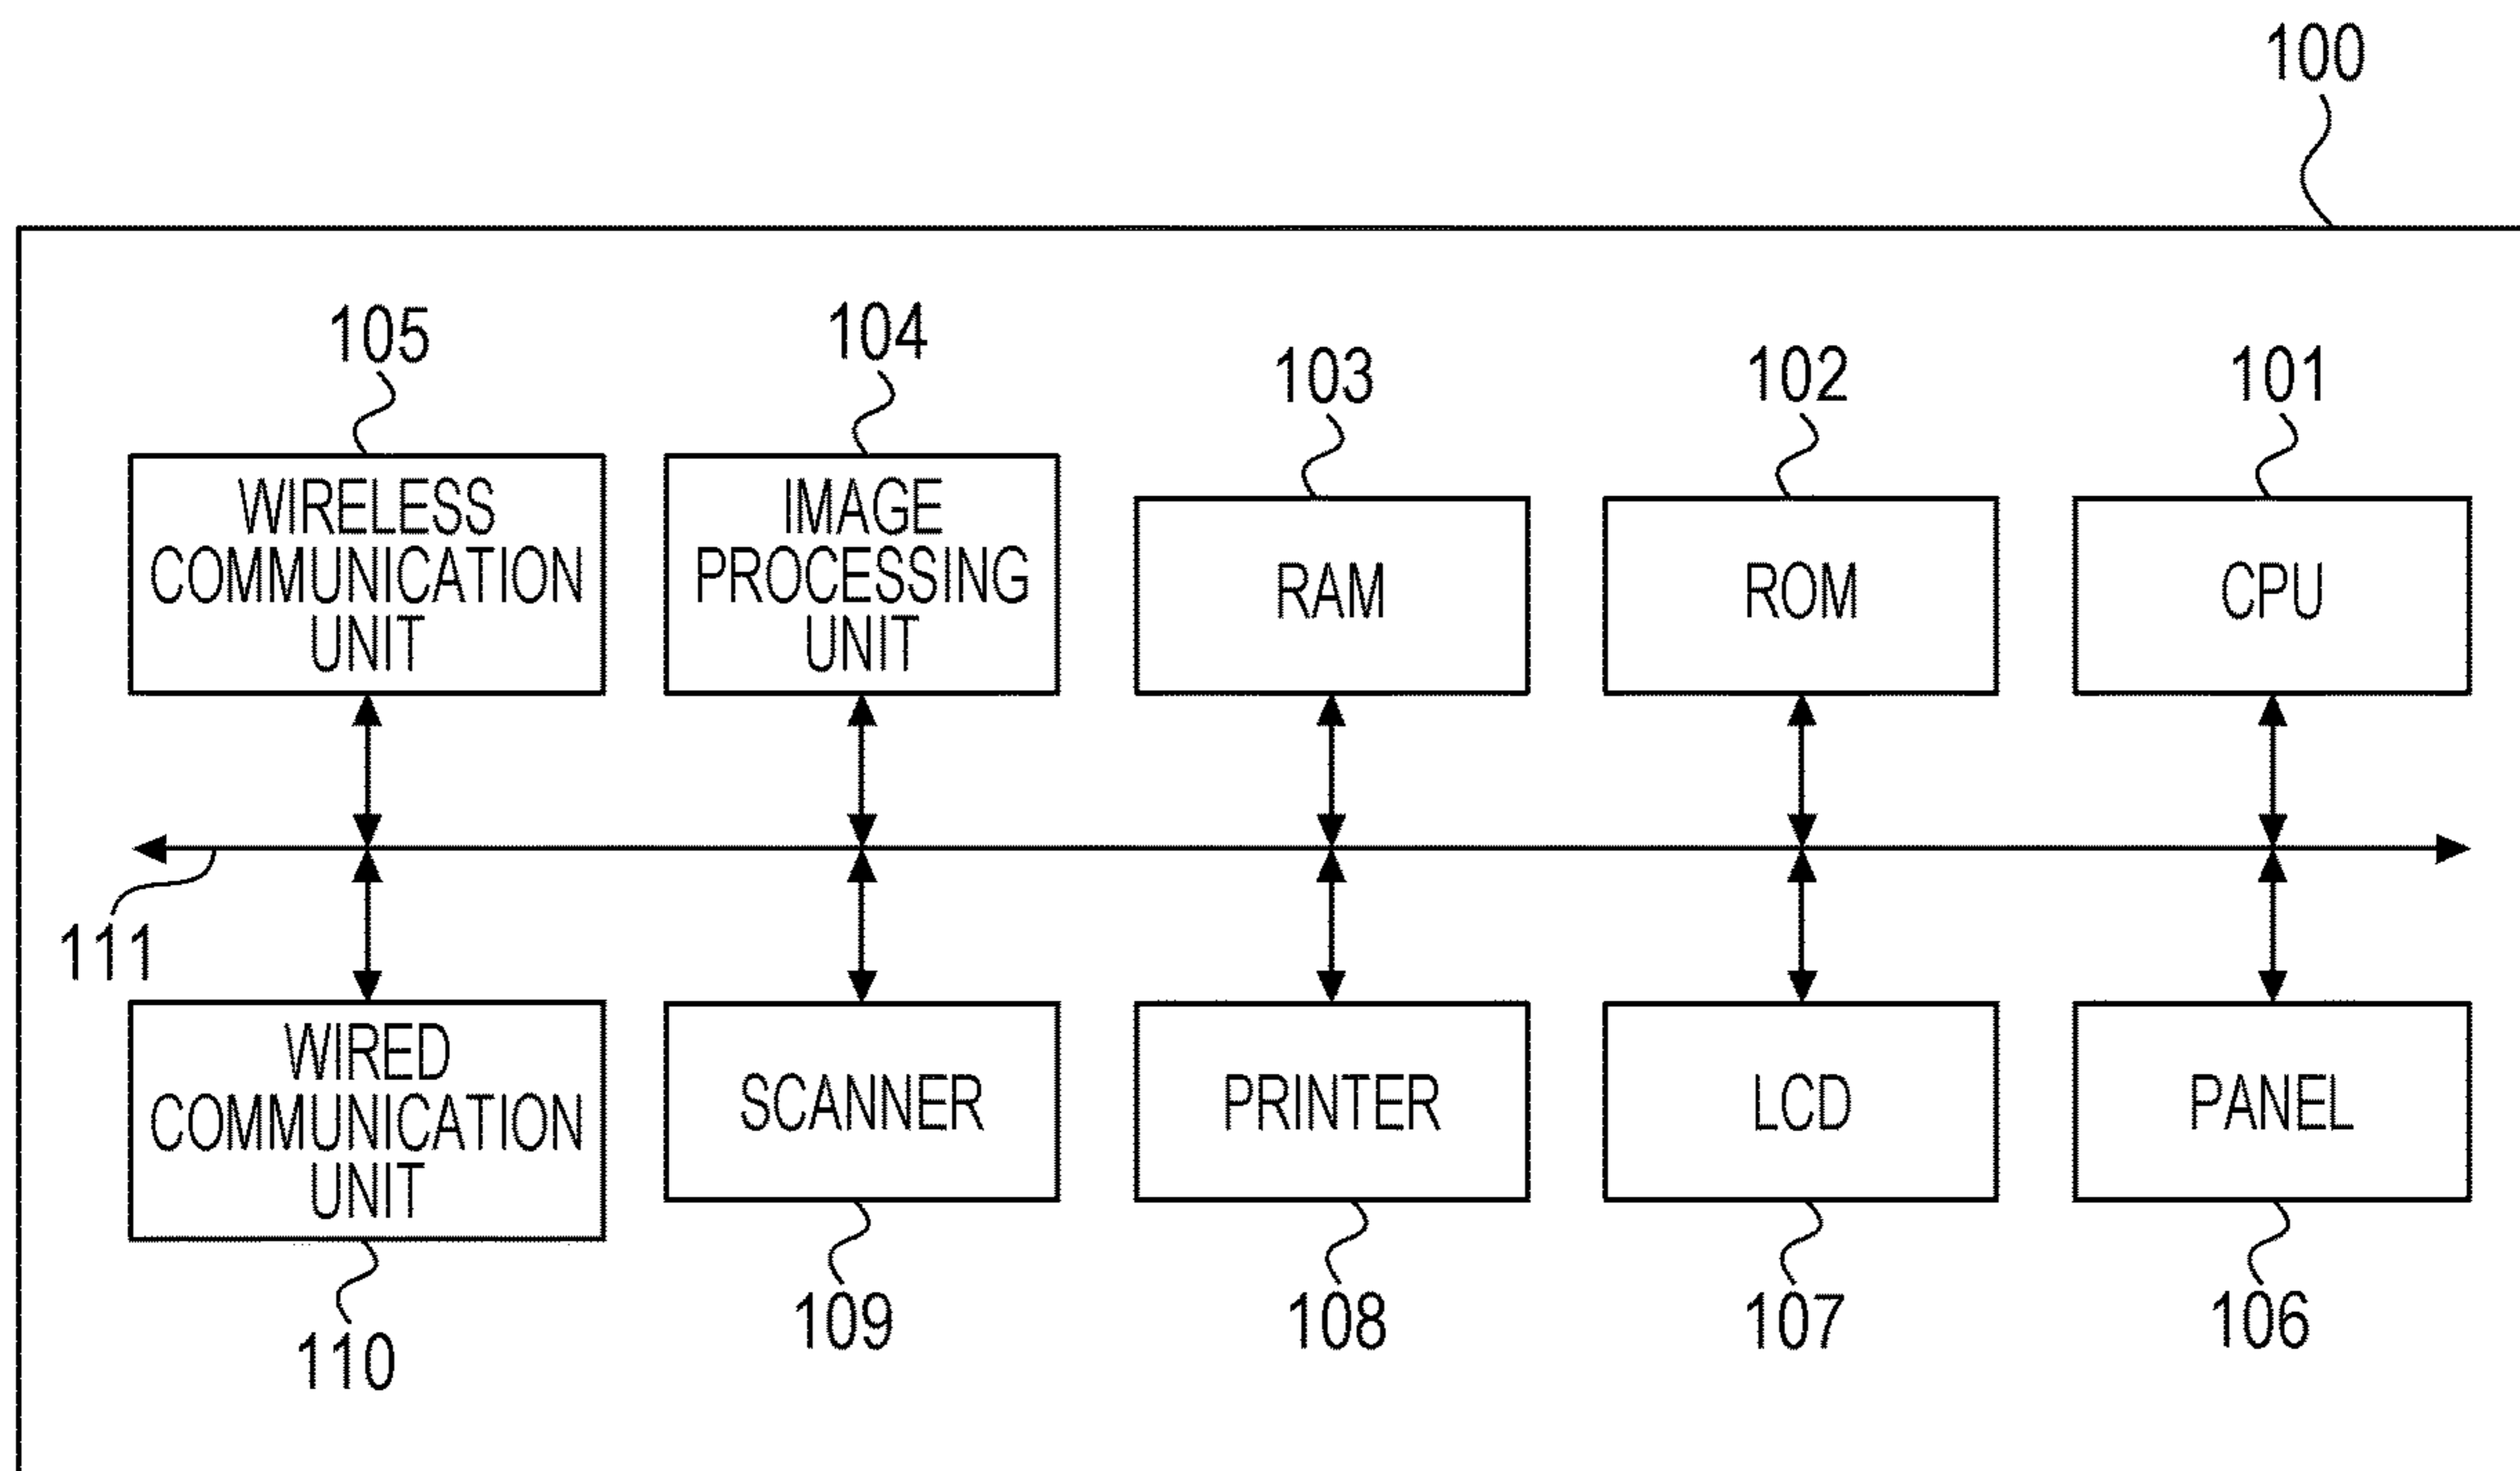 100
105
104
103
102
101
WIRELESS
COMMUNICATION
UNIT
IMAGE
PROCESSING
UNIT
RAM
ROM
CPU
111
WIRED
COMMUNICATION
UNIT
SCANNER
PRINTER
LCD
PANEL
110
109
108
107
106